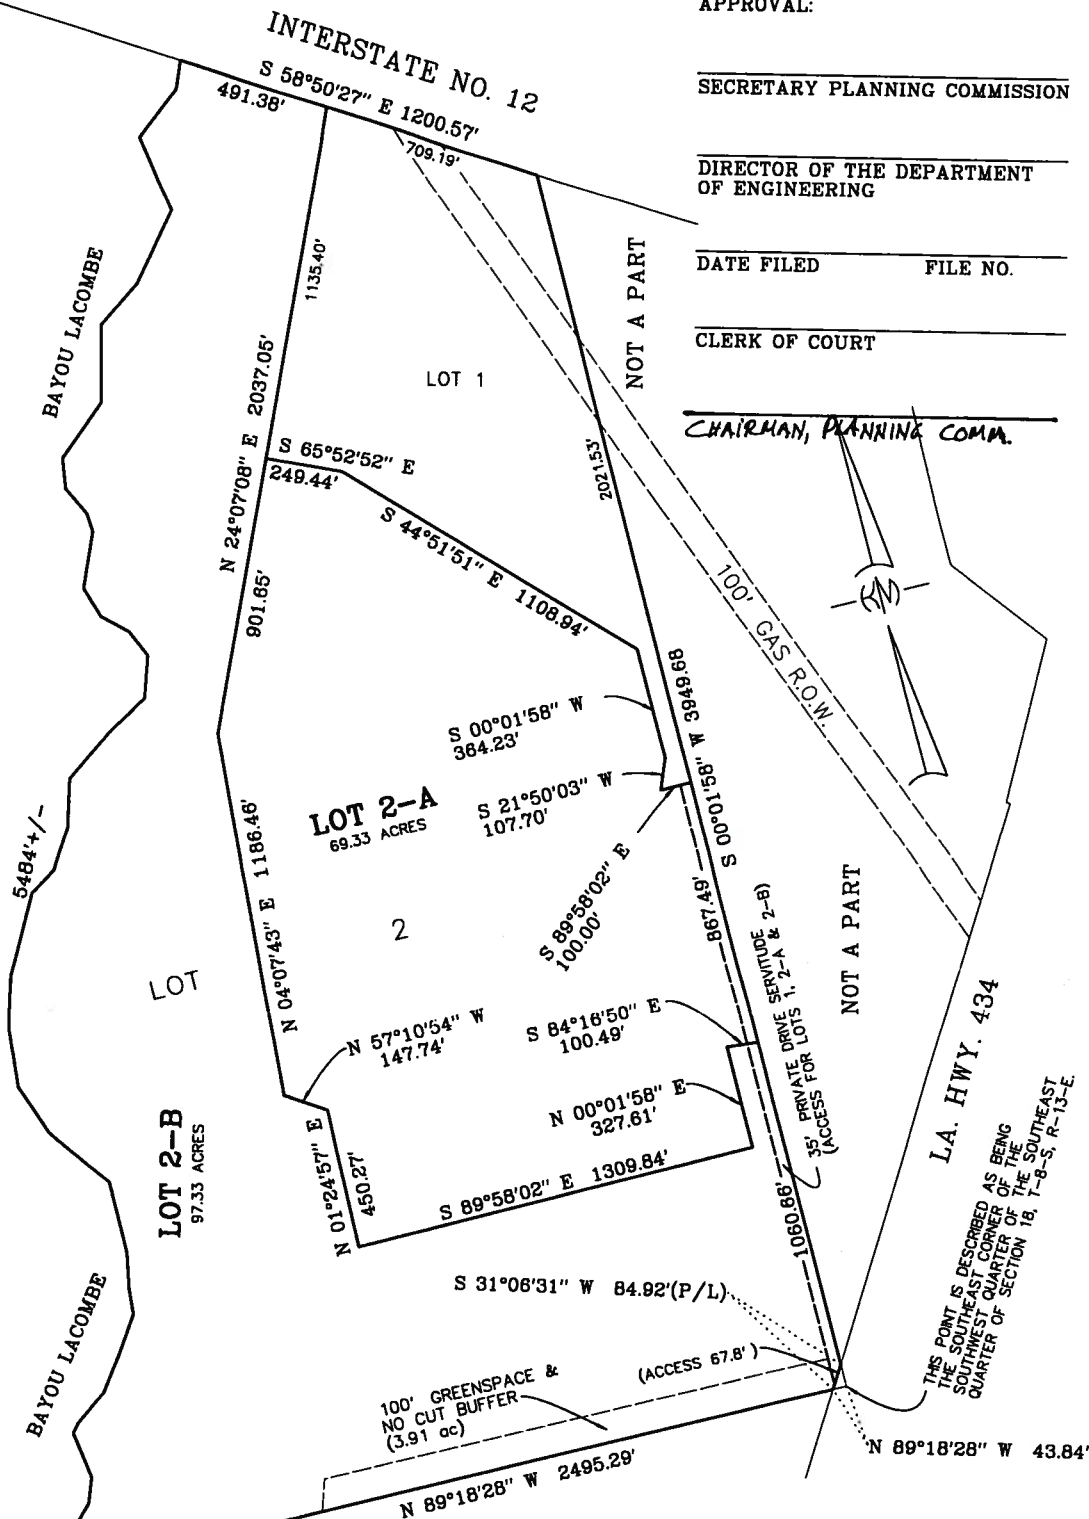 APPROVAL:
SECRETARY PLANNING COMMISSION
DIRECTOR OF THE DEPARTMENT
OF ENGINEERING
DATE FILED FILE NO.
CLERK OF COURT
CHAIRMAN, PLANNING COMM.
INTERSTATE NO. 12
S 58°50'27" E 1200.57'
491.38'
709.19'
BAYOU LACOMBE
1135.40'
N 24°07'08" E 2037.05'
NOT A PART
LOT 1
S 65°52'52" E
249.44'
2021.53'
S 44°51'51" E 1108.94'
901.65'
100' GAS R.O.W.
KM
S 00°01'58" W 3949.68
S 00°01'58" W
364.23'
LOT 2-A
69.33 ACRES
S 21°50'03" W
107.70'
5484'+/-
N 04°07'43" E 1186.46'
S 89°58'02" E
100.00'
867.49'
2
LOT
NOT A PART
35' PRIVATE DRIVE SERVITUDE
(ACCESS FOR LOTS 1, 2-A & 2-B)
N 57°10'54" W
147.74'
S 84°16'50" E
100.49'
LA. HWY. 434
N 00°01'58" E
327.61'
LOT 2-B
97.33 ACRES
N 01°24'57" E
450.27'
S 89°58'02" E 1309.84'
1060.86'
THIS POINT IS DESCRIBED AS BEING
THE SOUTHEAST CORNER OF THE
SOUTHWEST QUARTER OF THE SOUTHEAST
QUARTER OF SECTION 18, T-8-S, R-13-E.
S 31°06'31" W 84.92'(P/L)
BAYOU LACOMBE
(ACCESS 67.8')
100' GREENSPACE &
NO CUT BUFFER
(3.91 ac)
N 89°18'28" W 43.84'
N 89°18'28" W 2495.29'